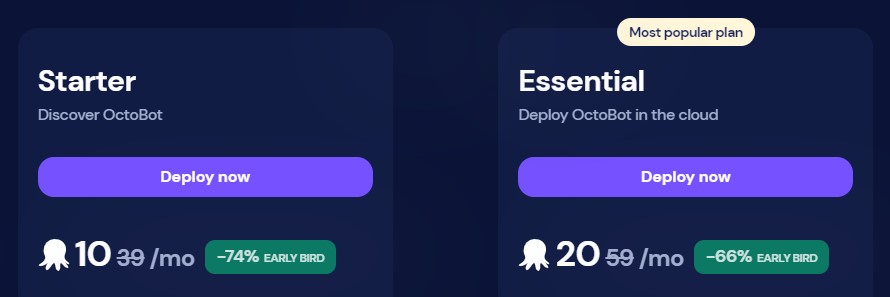 Most popular plan
Starter
Discover OctoBot
Deploy now
10 39 /mo -74% EARLY BIRD
Essential
Deploy OctoBot in the cloud
Deploy now
20 59 /mo -66% EARLY BIRD